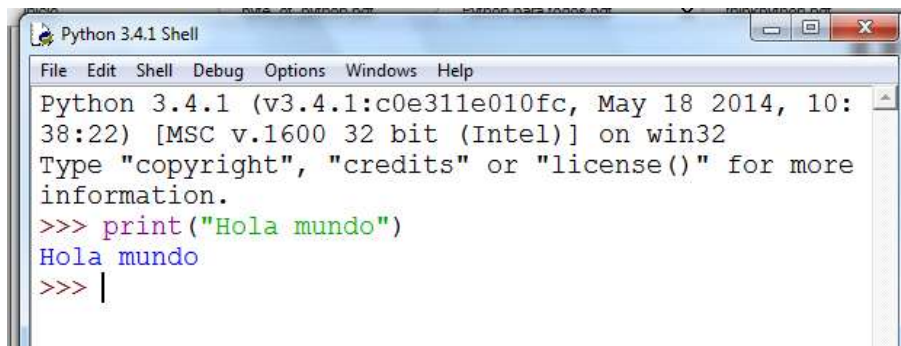 Python 3.4.1 Shell
File Edit Shell Debug Options Windows Help
Python 3.4.1 (v3.4.1:c0e311e010fc, May 18 2014, 10:
38:22) [MSC v.1600 32 bit (Intel)] on win32
Type "copyright", "credits" or "license()" for more
information.
>>> print("Hola mundo")
Hola mundo
>>>